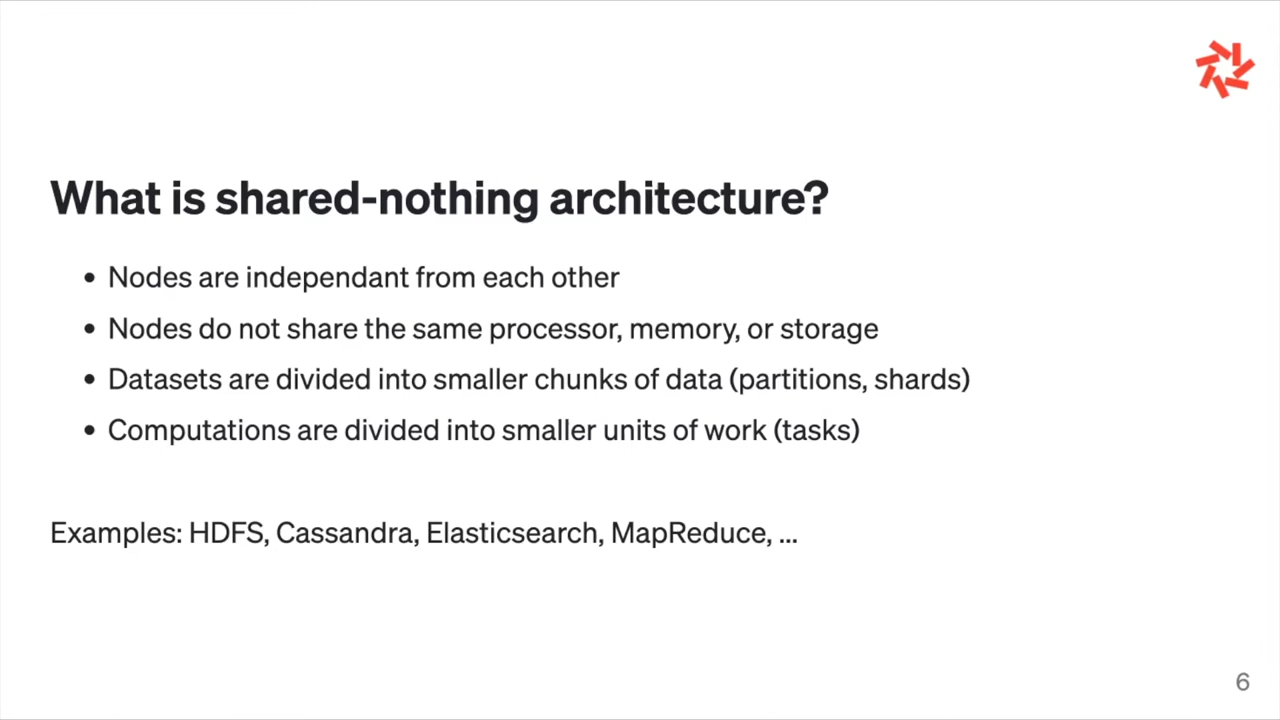 What is shared-nothing architecture?
• Nodes are independant from each other
• Nodes do not share the same processor, memory, or storage
• Datasets are divided into smaller chunks of data (partitions, shards)
• Computations are divided into smaller units of work (tasks)
Examples: HDFS, Cassandra, Elasticsearch, MapReduce, ...
6